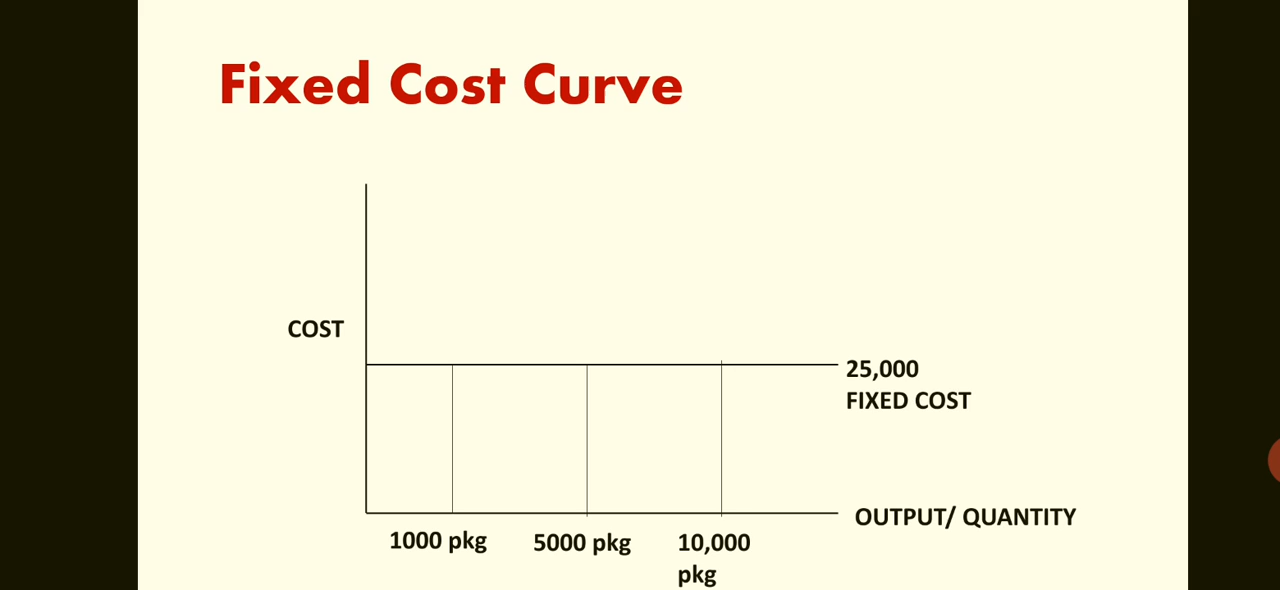 Fixed Cost Curve
COST
25,000
FIXED COST
OUTPUT/ QUANTITY
1000 pkg
5000 pkg
10,000
pkg